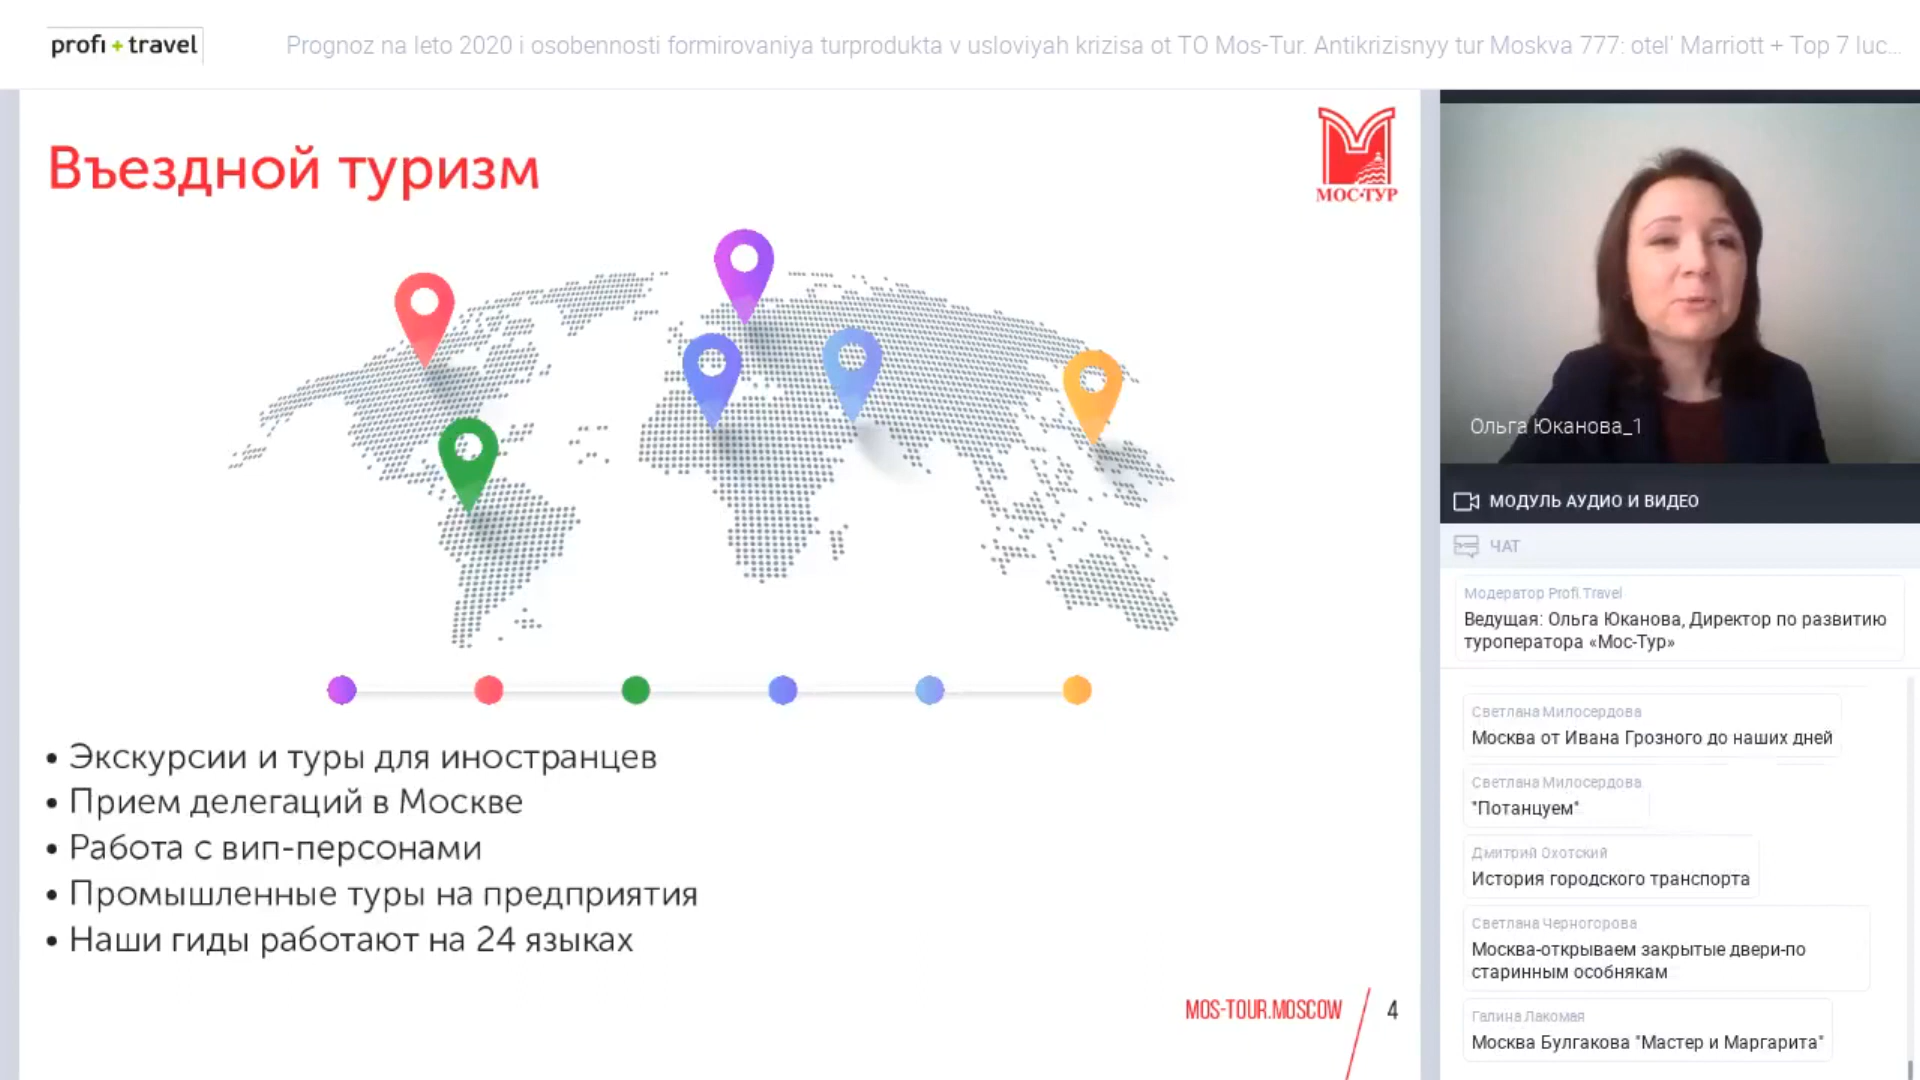 profi + travel
Prognoz na leto 2020 i osobennosti formirovaniya turprodukta v usloviyah krizisa ot TO Mos-Tur. Antikrizisnyy tur Moskva 777: otel' Marriott + Top 7 luc...
Въездной туризм
МОС•ТУР
• Экскурсии и туры для иностранцев
• Прием делегаций в Москве
• Работа с вип-персонами
• Промышленные туры на предприятия
• Наши гиды работают на 24 языках
MOS-TOUR.MOSCOW
4
Ольга Юканова_1
МОДУЛЬ АУДИО И ВИДЕО
ЧАТ
Модератор Profi.Travel
Ведущая: Ольга Юканова, Директор по развитию
туроператора «Мос-Тур»
Светлана Милосердова
Москва от Ивана Грозного до наших дней
Светлана Милосердова
"Потанцуем"
Дмитрий Охотский
История городского транспорта
Светлана Черногорова
Москва-открываем закрытые двери-по
старинным особнякам
Галина Лакомая
Москва Булгакова "Мастер и Маргарита"